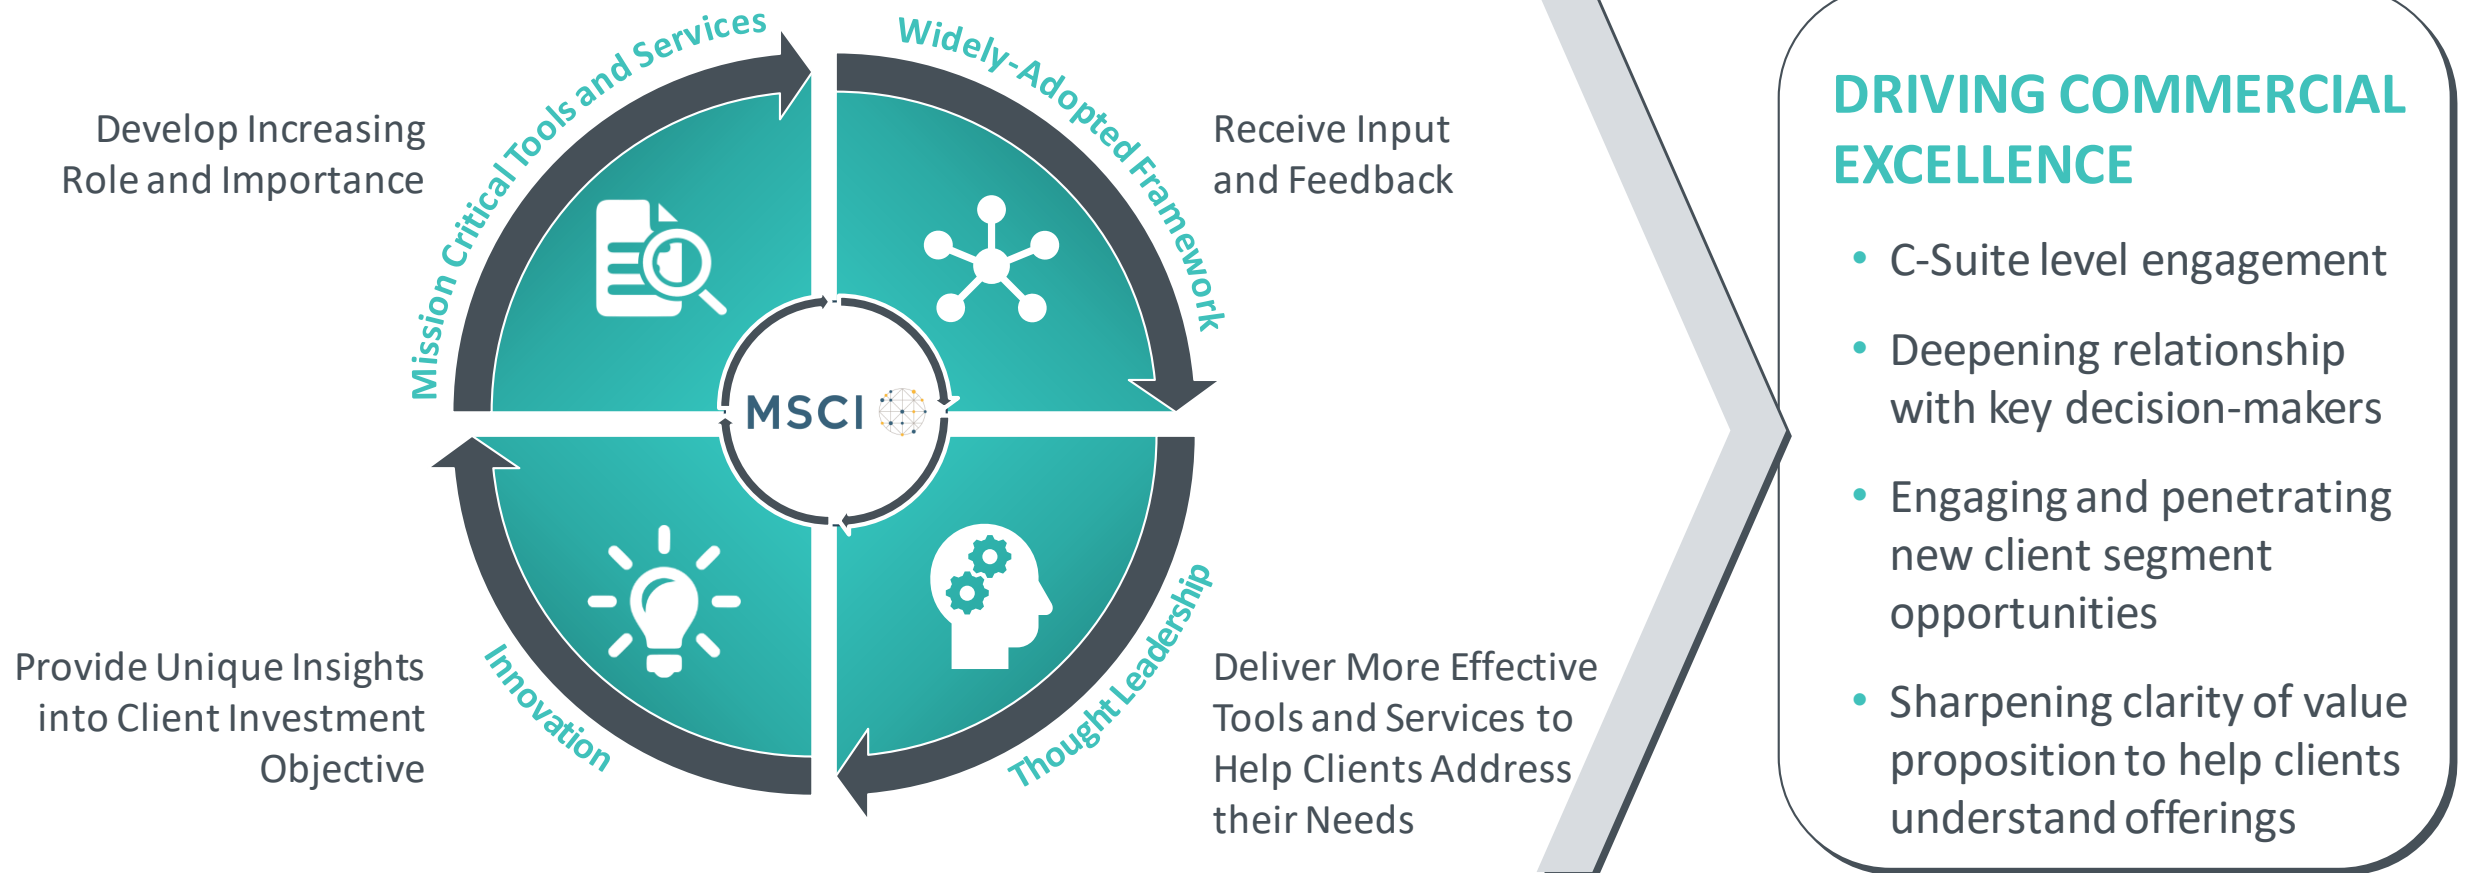 Mission Critical Tools and Services
Widely-Adopted Framework
Develop Increasing
Role and Importance
Receive Input
and Feedback
MSCI
Innovation
Thought Leadership
Provide Unique Insights
into Client Investment
Objective
Deliver More Effective
Tools and Services to
Help Clients Address
their Needs
DRIVING COMMERCIAL
EXCELLENCE
• C-Suite level engagement
• Deepening relationship
with key decision-makers
• Engaging and penetrating
new client segment
opportunities
• Sharpening clarity of value
proposition to help clients
understand offerings